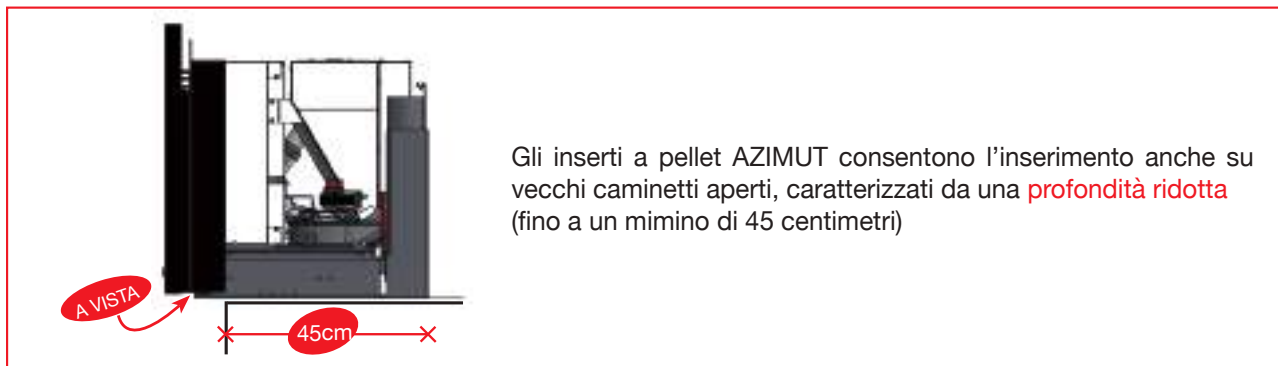 Gli inserti a pellet AZIMUT consentono l’inserimento anche su
vecchi caminetti aperti, caratterizzati da una profondità ridotta
(fino a un mimino di 45 centimetri)
A VISTA
45cm